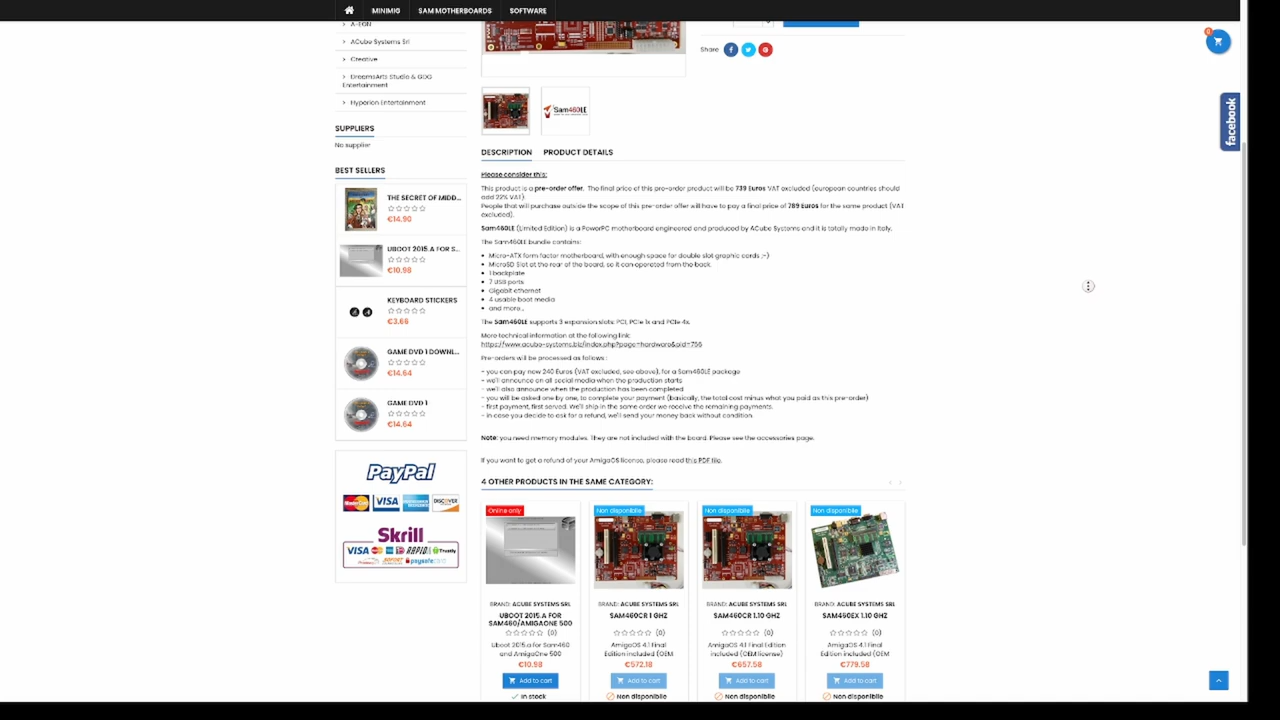 MINIMIG SAM MOTHERBOARDS SOFTWARE
A-EON
ACube Systems Srl
Creative
DreamsArts Studio & GDG
Entertainment
Hyperion Entertainment
SUPPLIERS
No supplier
BEST SELLERS
THE SECRET OF MIDD...
€14.90
UBOOT 2015.A FOR S...
€10.98
KEYBOARD STICKERS
€3.66
GAME DVD 1 DOWNL...
€14.64
GAME DVD 1
€14.64
PayPal
MasterCard VISA DISCOVER
Skrill
VISA RAPID Trustly
paysafecard
Share
0
facebook
Sam460LE
DESCRIPTION PRODUCT DETAILS
Please consider this:
This product is a pre-order offer. The final price of this pre-order product will be 739 Euros VAT excluded (european countries should
add 22% VAT).
People that will purchase outside the scope of this pre-order offer will have to pay a final price of 789 Euros for the same product (VAT
excluded).
Sam460LE (Limited Edition) is a PowerPC motherboard engineered and produced by ACube Systems and it is totally made in Italy.
The Sam460LE bundle contains:
• Micro-ATX form factor motherboard, with enough space for double slot graphic cards ;-)
• MicroSD Slot at the rear of the board, so it can operated from the back.
• 1 backplate
• 7 USB ports.
• Gigabit ethernet
• 4 usable boot media
• and more...
The Sam460LE supports 3 expansion slots: PCI, PCIe 1x and PCIe 4x.
More technical information at the following link:
https://www.acube-systems.biz/index.php?page=hardware&pid=756
Pre-orders will be processed as follows :
- you can pay now 240 Euros (VAT excluded, see above), for a Sam460LE package
- we'll announce on all social media when the production starts
- we'll also announce when the production has been completed
- you will be asked one by one, to complete your payment (basically, the total cost minus what you paid as this pre-order)
- first payment, first served. We'll ship in the same order we receive the remaining payments.
- in case you decide to ask for a refund, we'll send your money back without condition.
Note: you need memory modules. They are not included with the board. Please see the accessories page.
If you want to get a refund of your AmigaOS license, please read this PDF file.
4 OTHER PRODUCTS IN THE SAME CATEGORY:
Online only
BRAND: ACUBE SYSTEMS SRL
UBOOT 2015.A FOR
SAM460/AMIGAONE 500
(0)
Uboot 2015.a for Sam460
and AmigaOne 500
€10.98
Add to cart
In stock
Non disponibile
BRAND: ACUBE SYSTEMS SRL
SAM460CR 1 GHZ
(0)
AmigaOS 4.1 Final
Edition included (OEM
€572.18
Add to cart
Non disponibile
Non disponibile
BRAND: ACUBE SYSTEMS SRL
SAM460CR 1.10 GHZ
(0)
AmigaOS 4.1 Final Edition
included (OEM license)
€657.58
Add to cart
Non disponibile
Non disponibile
BRAND: ACUBE SYSTEMS SRL
SAM460EX 1.10 GHZ
(0)
AmigaOS 4.1 Final
Edition included (OEM
€779.58
Add to cart
Non disponibile